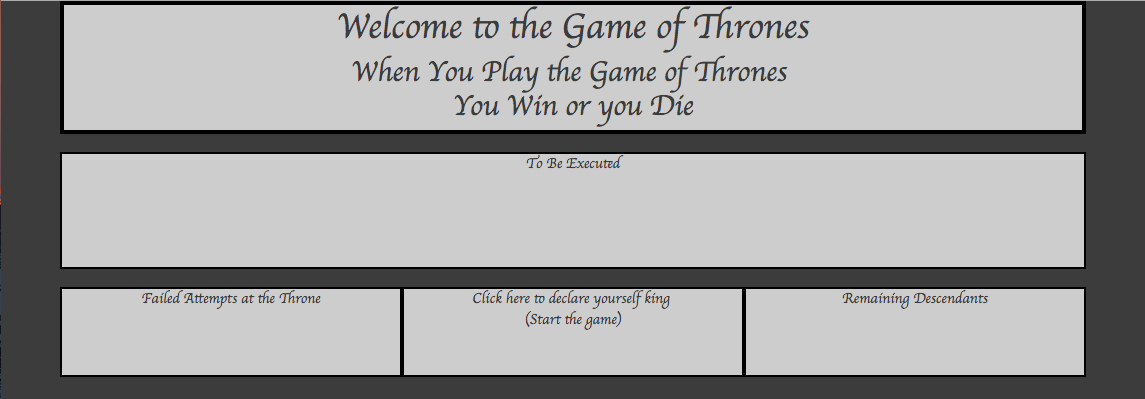 Welcome to the Game of Thrones
When You Play the Game of Thrones
You Win or you Die
To Be Executed
Failed Attempts at the Throne
Click here to declare yourself king
(Start the game)
Remaining Descendants